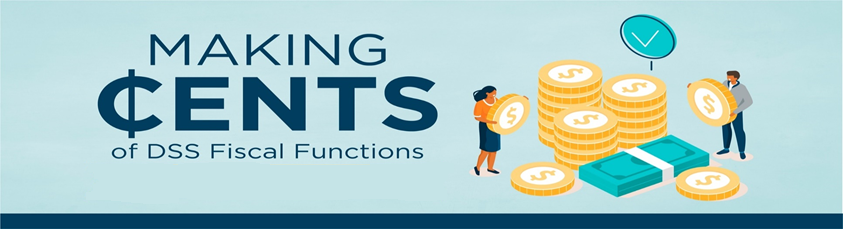 MAKING
¢ENTS
of DSS Fiscal Functions